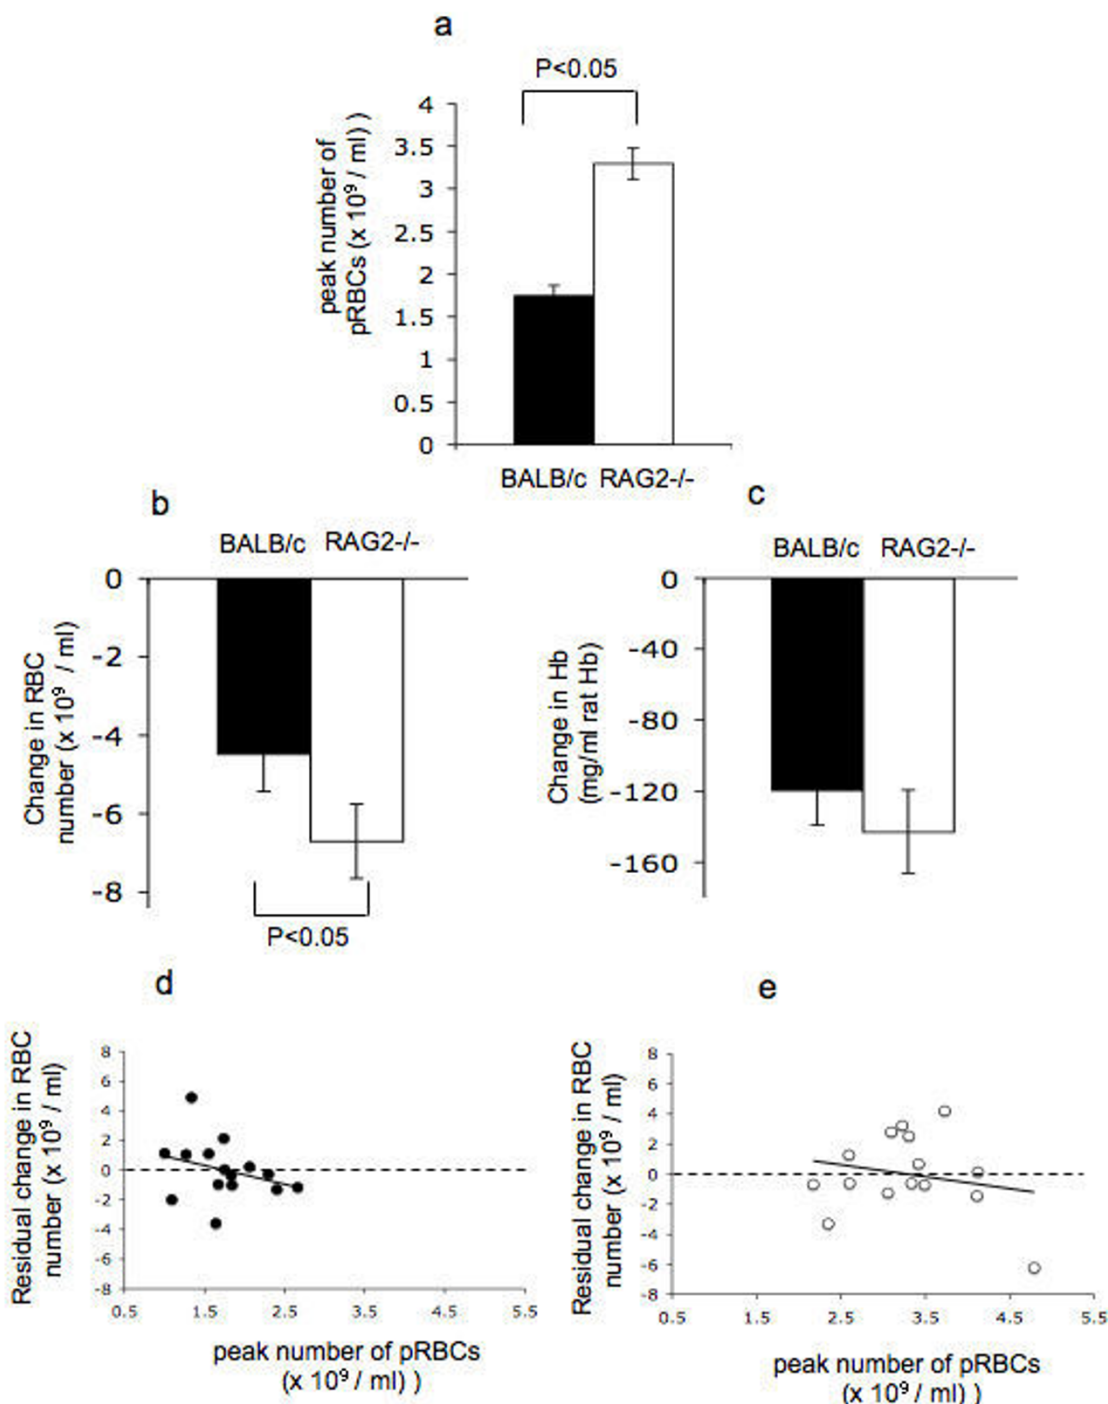 a
P<0.05
peak number of
pRBCs (x 10⁹ / ml) )
4
3.5
3
2.5
2
1.5
1
0.5
0
BALB/c RAG2-/-
b
BALB/c RAG2-/-
Change in RBC
number (x 10⁹ / ml)
0
-2
-4
-6
-8
P<0.05
c
BALB/c RAG2-/-
Change in Hb
(mg/ml rat Hb)
0
-40
-80
-120
-160
d
Residual change in RBC
number (x 10⁹ / ml)
8
6
4
2
0
-2
-4
-6
-8
0.5 1.5 2.5 3.5 4.5 5.5
peak number of pRBCs
(x 10⁹ / ml) )
e
Residual change in RBC
number (x 10⁹ / ml)
8
6
4
2
0
-2
-4
-6
-8
0.5 1.5 2.5 3.5 4.5 5.5
peak number of pRBCs
(x 10⁹ / ml) )